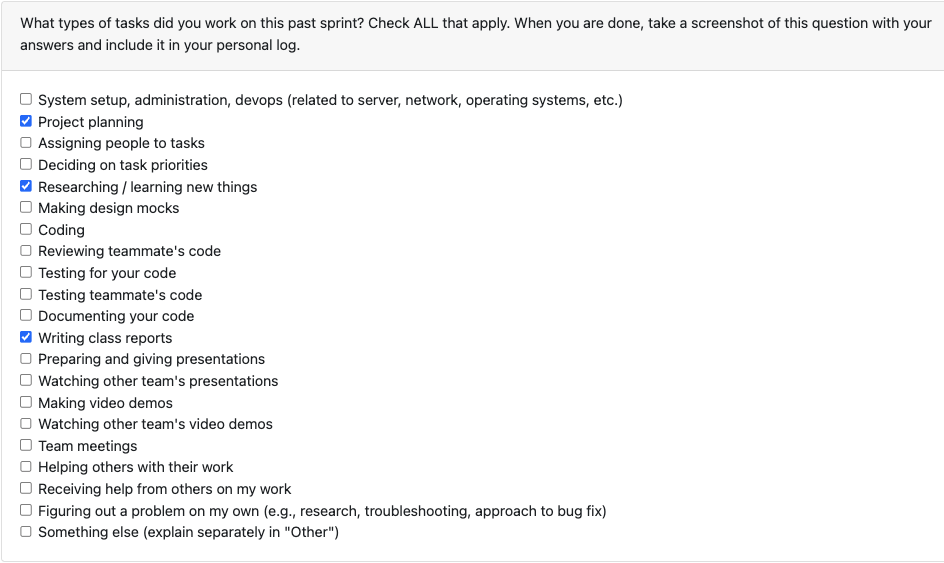 What types of tasks did you work on this past sprint? Check ALL that apply. When you are done, take a screenshot of this question with your
answers and include it in your personal log.
System setup, administration, devops (related to server, network, operating systems, etc.)
Project planning
Assigning people to tasks
Deciding on task priorities
Researching / learning new things
Making design mocks
Coding
Reviewing teammate's code
Testing for your code
Testing teammate's code
Documenting your code
Writing class reports
Preparing and giving presentations
Watching other team's presentations
Making video demos
Watching other team's video demos
Team meetings
Helping others with their work
Receiving help from others on my work
Figuring out a problem on my own (e.g., research, troubleshooting, approach to bug fix)
Something else (explain separately in "Other")